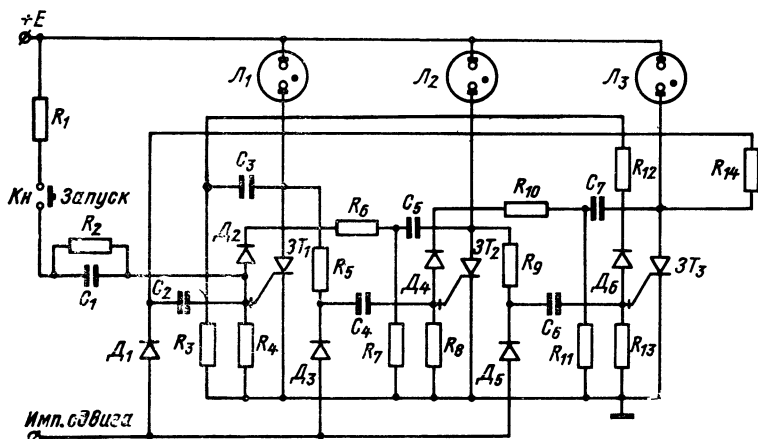 +E
Л1
Л2
Л3
R1
C3
R12
R14
Кн
Запуск
R6
C5
R10
C7
R2
Д2
ЗТ1
R5
ЗТ2
R9
ЗТ3
C1
C2
C4
Д4
C6
Д6
Д1
R3
R4
Д3
R7
R8
Д5
R11
R13
Имп. сдвига